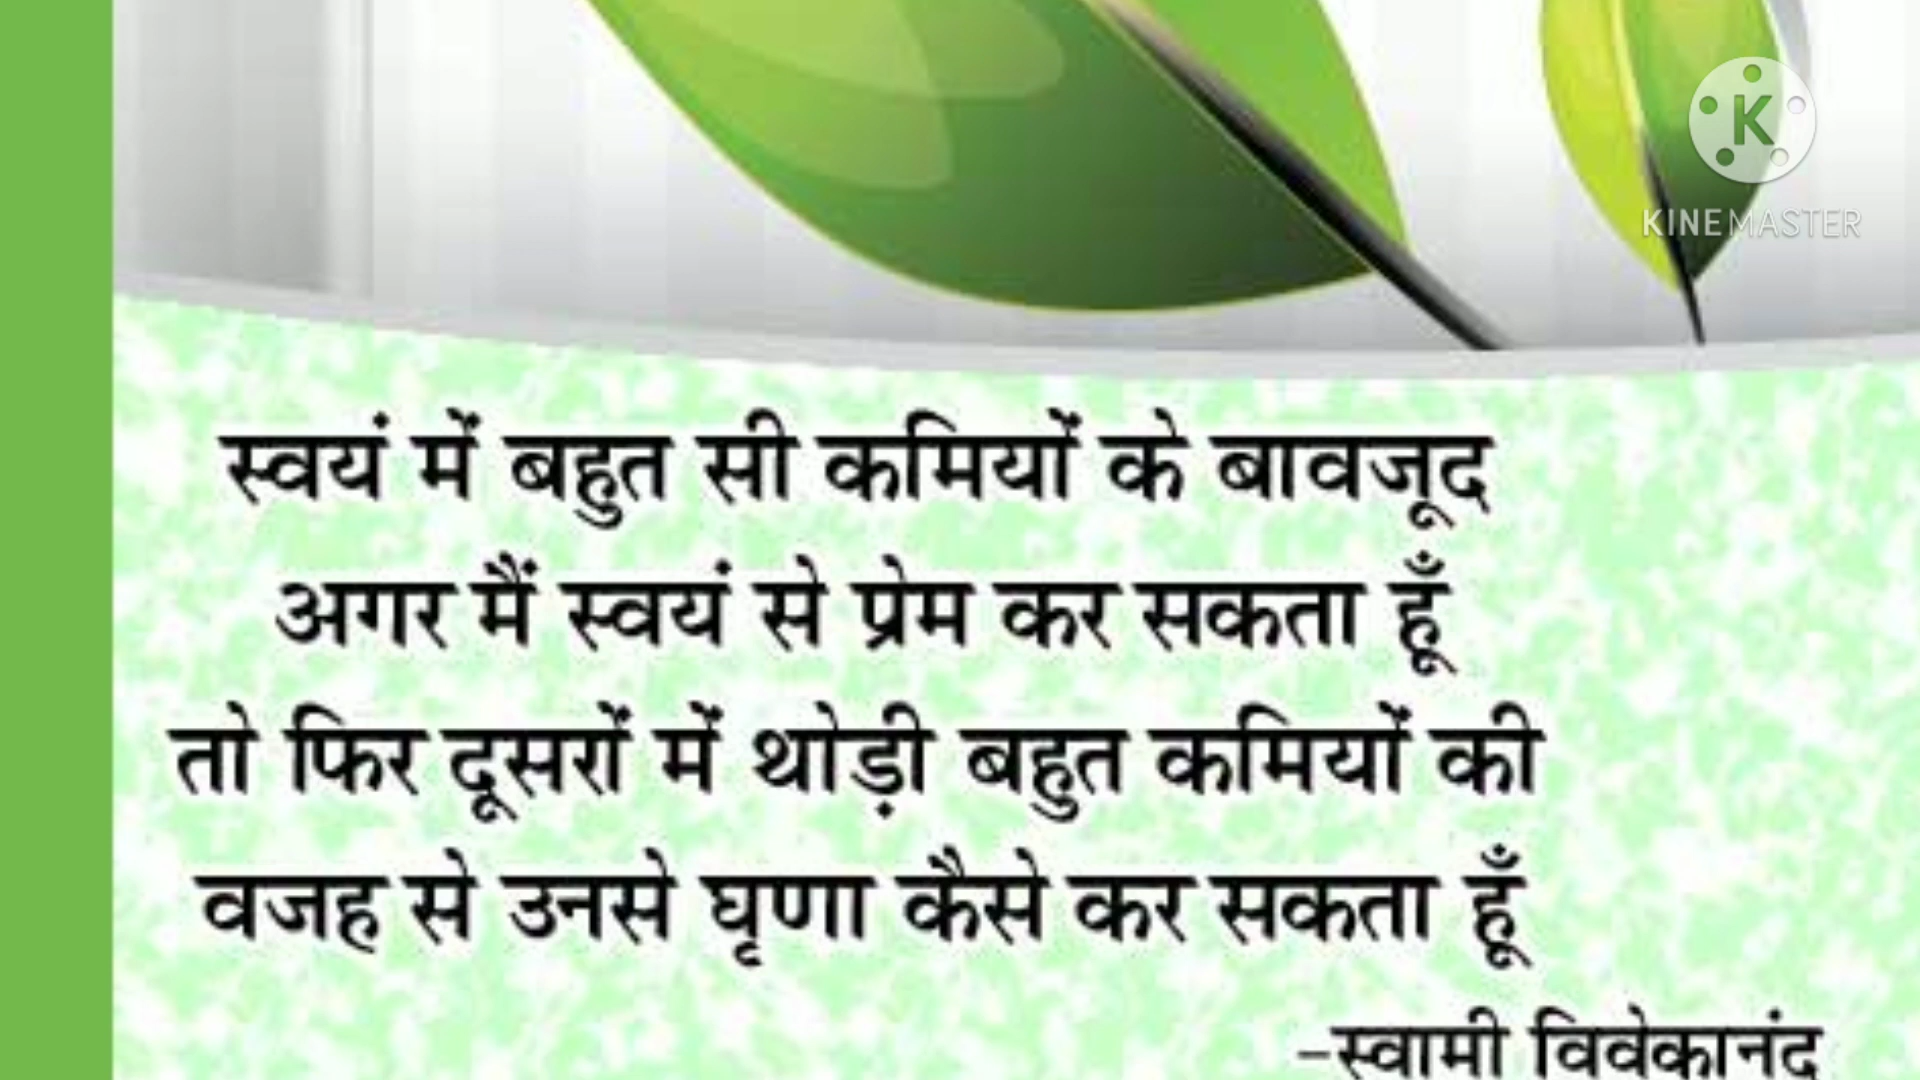 K
KINEMASTER
स्वयं में बहुत सी कमियों के बावजूद
अगर मैं स्वयं से प्रेम कर सकता हूँ
तो फिर दूसरों में थोड़ी बहुत कमियों की
वजह से उनसे घृणा कैसे कर सकता हूँ
-स्वामी विवेकानंद